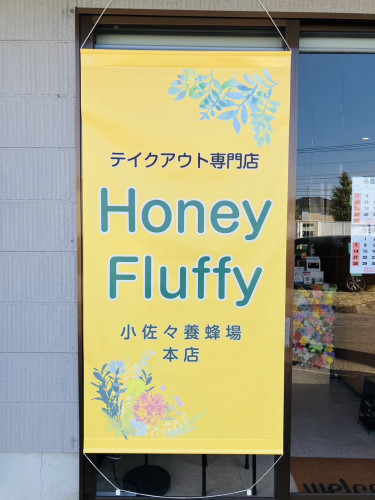 テイクアウト専門店
Honey
Fluffy
小佐々養蜂場
本店